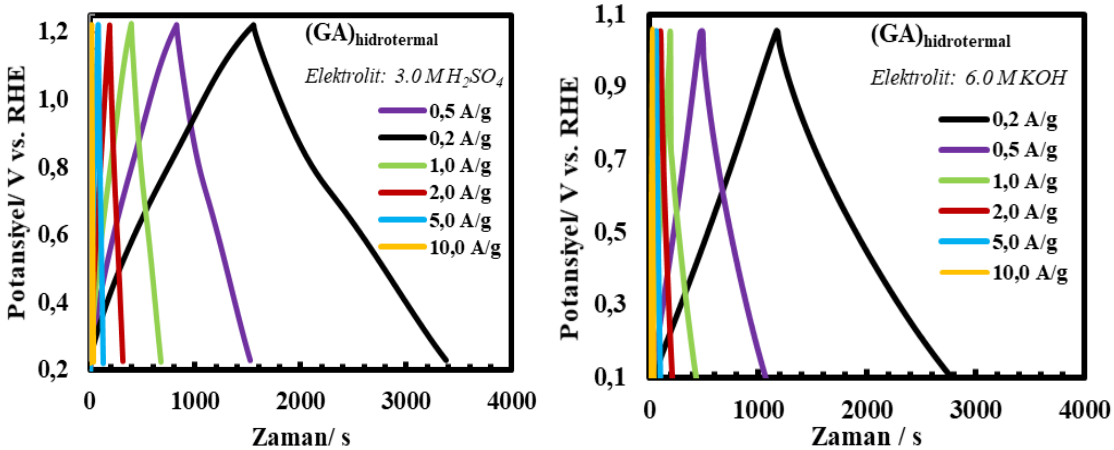 (GA)hidrotermal
Elektrolit: 3.0 M H2SO4
0,5 A/g
0,2 A/g
1,0 A/g
2,0 A/g
5,0 A/g
10,0 A/g
Potansiyel/ V vs. RHE
1,2
1,0
0,8
0,6
0,4
0,2
0
1000
2000
3000
4000
Zaman/ s
(GA)hidrotermal
Elektrolit: 6.0 M KOH
0,2 A/g
0,5 A/g
1,0 A/g
2,0 A/g
5,0 A/g
10,0 A/g
Potansiyel/ V vs. RHE
1,1
0,9
0,7
0,5
0,3
0,1
0
1000
2000
3000
4000
Zaman / s